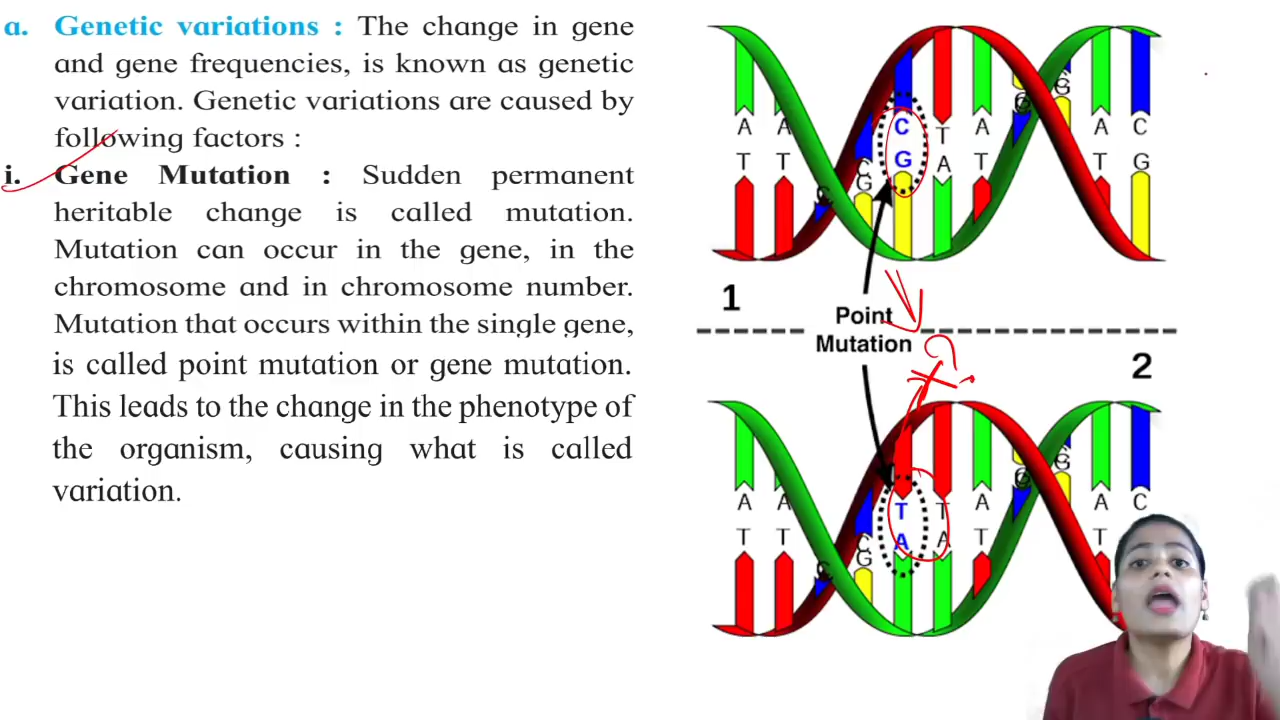 a. Genetic variations : The change in gene
and gene frequencies, is known as genetic
variation. Genetic variations are caused by
following factors :
i. Gene Mutation : Sudden permanent
heritable change is called mutation.
Mutation can occur in the gene, in the
chromosome and in chromosome number.
Mutation that occurs within the single gene,
is called point mutation or gene mutation.
This leads to the change in the phenotype of
the organism, causing what is called
variation.
A A C C T A G G A C
T T C G G A T T G
1
Point
Mutation
2
A A C T T A G G A C
T T C G A A T T